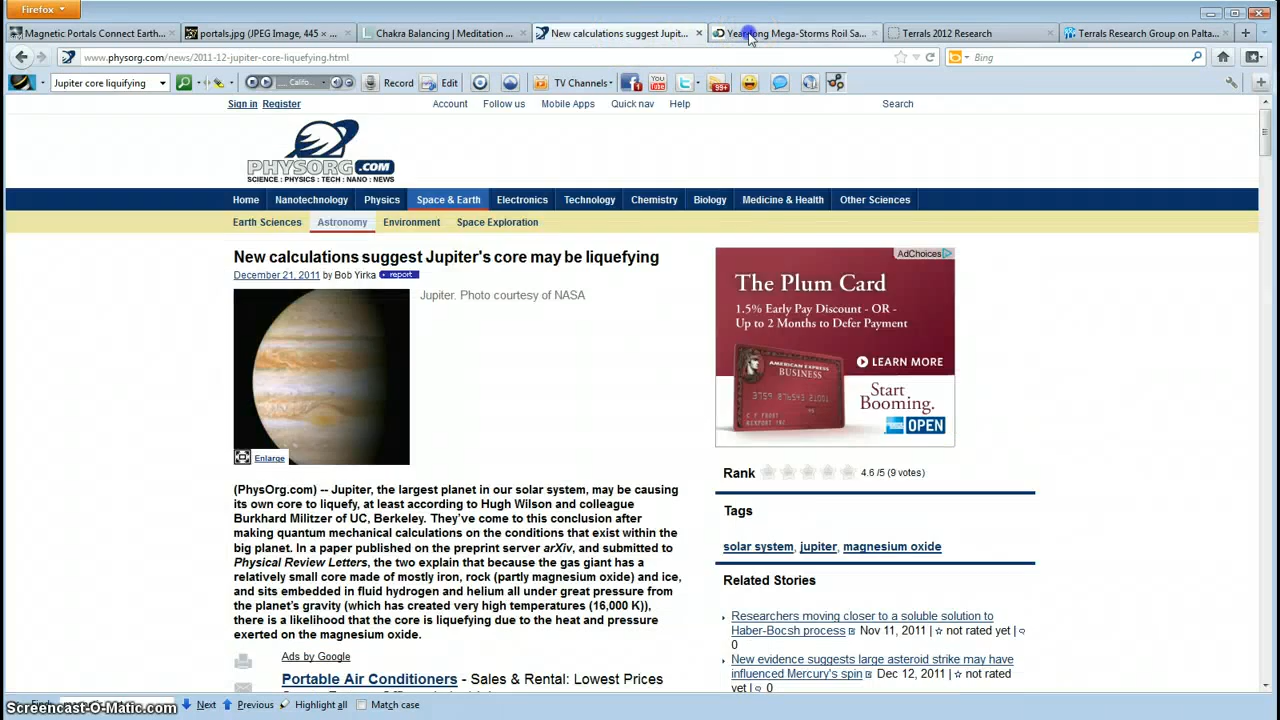 Firefox
Magnetic Portals Connect Earth...
portals.jpg (JPEG Image, 445 × ...
Chakra Balancing | Meditation ...
New calculations suggest Jupit...
Mega-Storms Roil Sa...
Terrals 2012 Research
Terrals Research Group on Palta...
www.physorg.com/news/2011-12-jupiter-core-liquefying.html
Bing
Jupiter core liquifying
Califo..
Record
Edit
TV Channels
99+
Sign in Register
Account Follow us Mobile Apps Quick nav Help
Search
PHYSORG.COM
SCIENCE : PHYSICS : TECH : NANO : NEWS
Home Nanotechnology Physics Space & Earth Electronics Technology Chemistry Biology Medicine & Health Other Sciences
Earth Sciences Astronomy Environment Space Exploration
New calculations suggest Jupiter's core may be liquefying
December 21, 2011 by Bob Yirka report
Jupiter. Photo courtesy of NASA
Enlarge
(PhysOrg.com) -- Jupiter, the largest planet in our solar system, may be causing
its own core to liquefy, at least according to Hugh Wilson and colleague
Burkhard Militzer of UC, Berkeley. They've come to this conclusion after
making quantum mechanical calculations on the conditions that exist within the
big planet. In a paper published on the preprint server arXiv, and submitted to
Physical Review Letters, the two explain that because the gas giant has a
relatively small core made of mostly iron, rock (partly magnesium oxide) and ice,
and sits embedded in fluid hydrogen and helium all under great pressure from
the planet's gravity (which has created very high temperatures (16,000 K)),
there is a likelihood that the core is liquefying due to the heat and pressure
exerted on the magnesium oxide.
Ads by Google
Portable Air Conditioners - Sales & Rental: Lowest Prices
AdChoices
The Plum Card
1.5% Early Pay Discount - OR -
Up to 2 Months to Defer Payment
LEARN MORE
AMERICAN EXPRESS
BUSINESS
3759 876543 21001
C F FROST
Start
Booming.
OPEN
Rank 4.6 /5 (9 votes)
Tags
solar system, jupiter, magnesium oxide
Related Stories
Researchers moving closer to a soluble solution to
Haber-Bocsh process Nov 11, 2011 | not rated yet |
0
New evidence suggests large asteroid strike may have
influenced Mercury's spin Dec 12, 2011 | not rated
yet | 0
Next Previous Highlight all Match case
Screencast-O-Matic.com